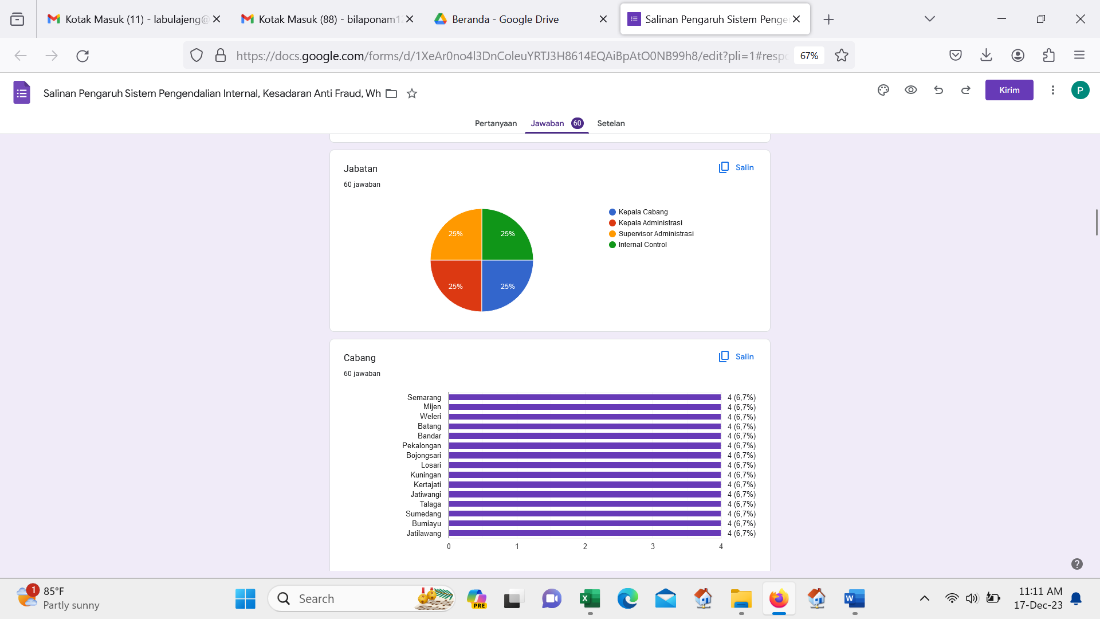 Kotak Masuk (11) - labulajeng@
Kotak Masuk (88) - bilaponam1
Beranda - Google Drive
Salinan Pengaruh Sistem Penge
https://docs.google.com/forms/d/1XeAr0no4l3DnColeuYRTJ3H8614EQAiBpAtO0NB99h8/edit?pli=1#resp
67%
Salinan Pengaruh Sistem Pengendalian Internal, Kesadaran Anti Fraud, Wh
Kirim
P
Pertanyaan
Jawaban 60
Setelan
Jabatan
Salin
60 jawaban
25%
25%
25%
25%
Kepala Cabang
Kepala Administrasi
Supervisor Administrasi
Internal Control
Cabang
Salin
60 jawaban
Semarang 4 (6,7%)
Mijen 4 (6,7%)
Weleri 4 (6,7%)
Batang 4 (6,7%)
Bandar 4 (6,7%)
Pekalongan 4 (6,7%)
Bojongsari 4 (6,7%)
Losari 4 (6,7%)
Kuningan 4 (6,7%)
Kertajati 4 (6,7%)
Jatiwangi 4 (6,7%)
Talaga 4 (6,7%)
Sumedang 4 (6,7%)
Bumiayu 4 (6,7%)
Jatilawang 4 (6,7%)
0 1 2 3 4
1
85°F
Partly sunny
Search
PRE
11:11 AM
17-Dec-23